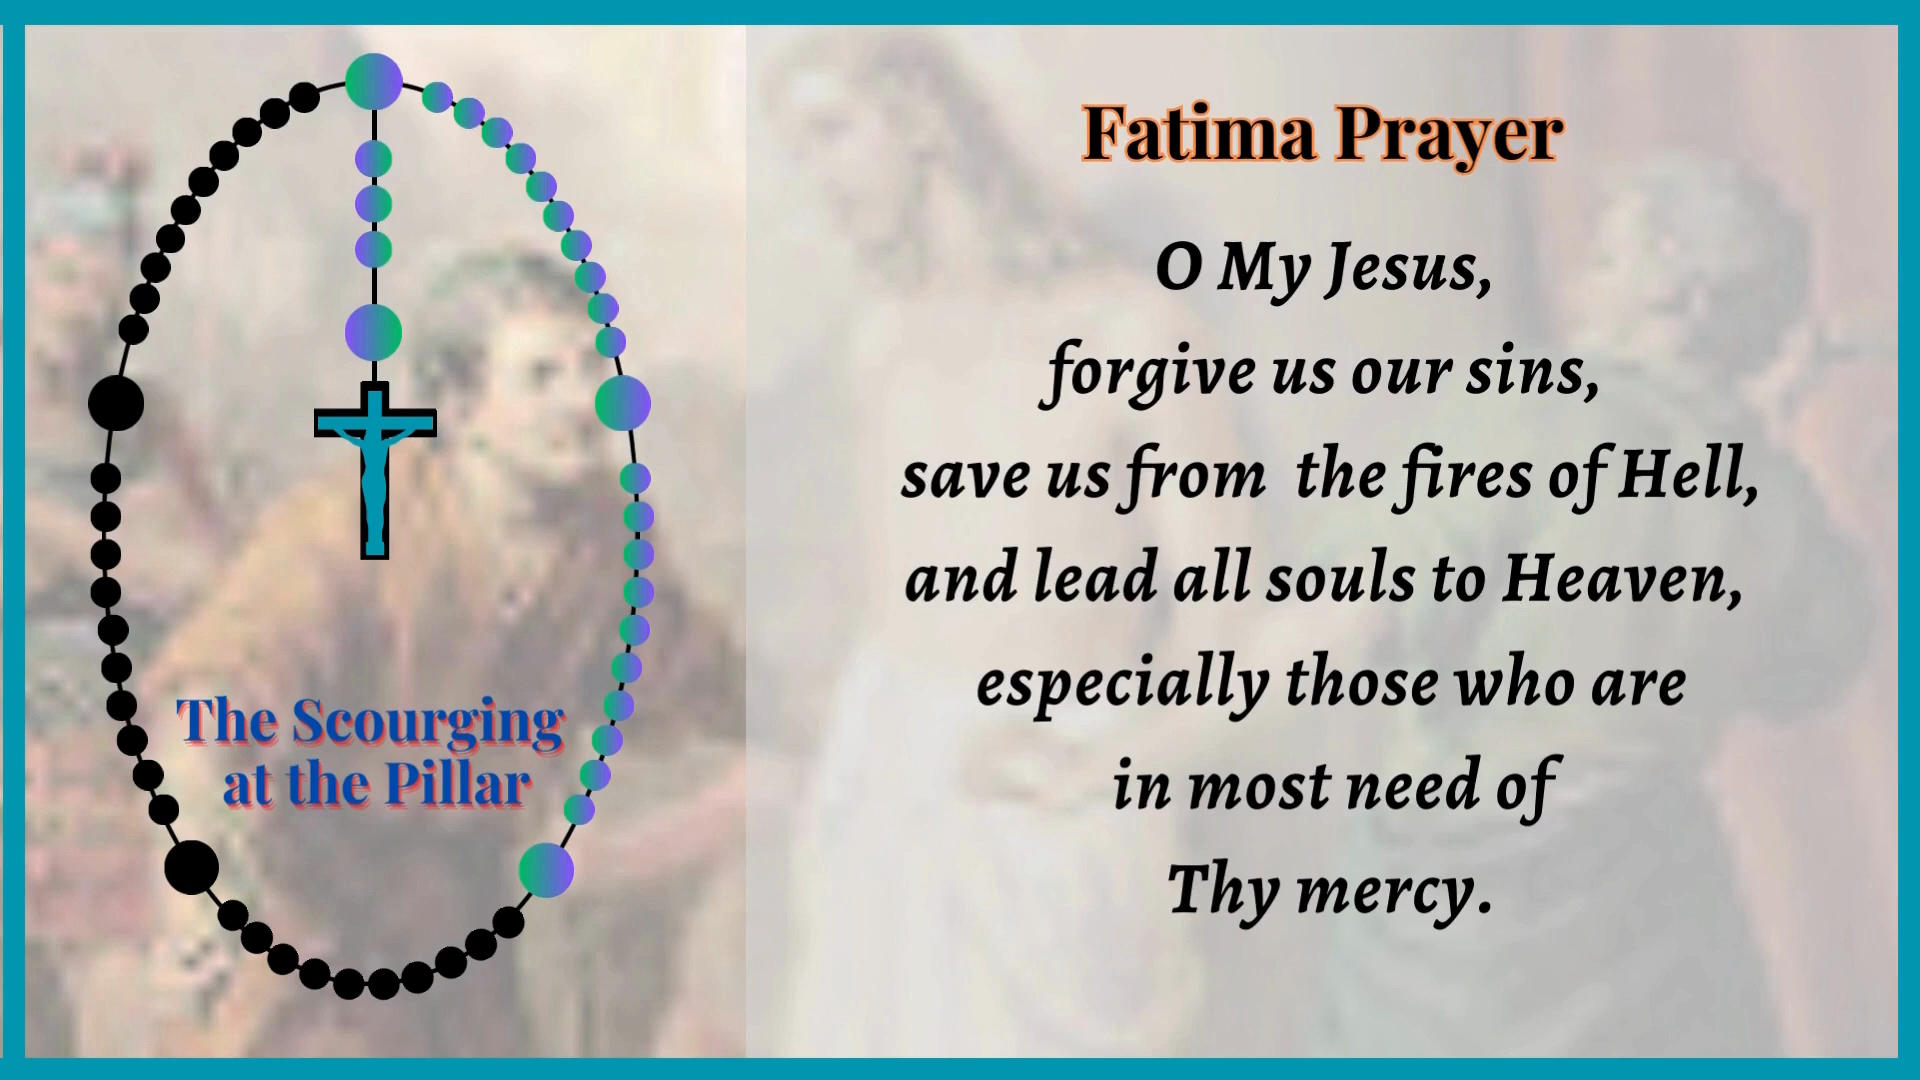 The Scourging
at the Pillar
Fatima Prayer
O My Jesus,
forgive us our sins,
save us from the fires of Hell,
and lead all souls to Heaven,
especially those who are
in most need of
Thy mercy.